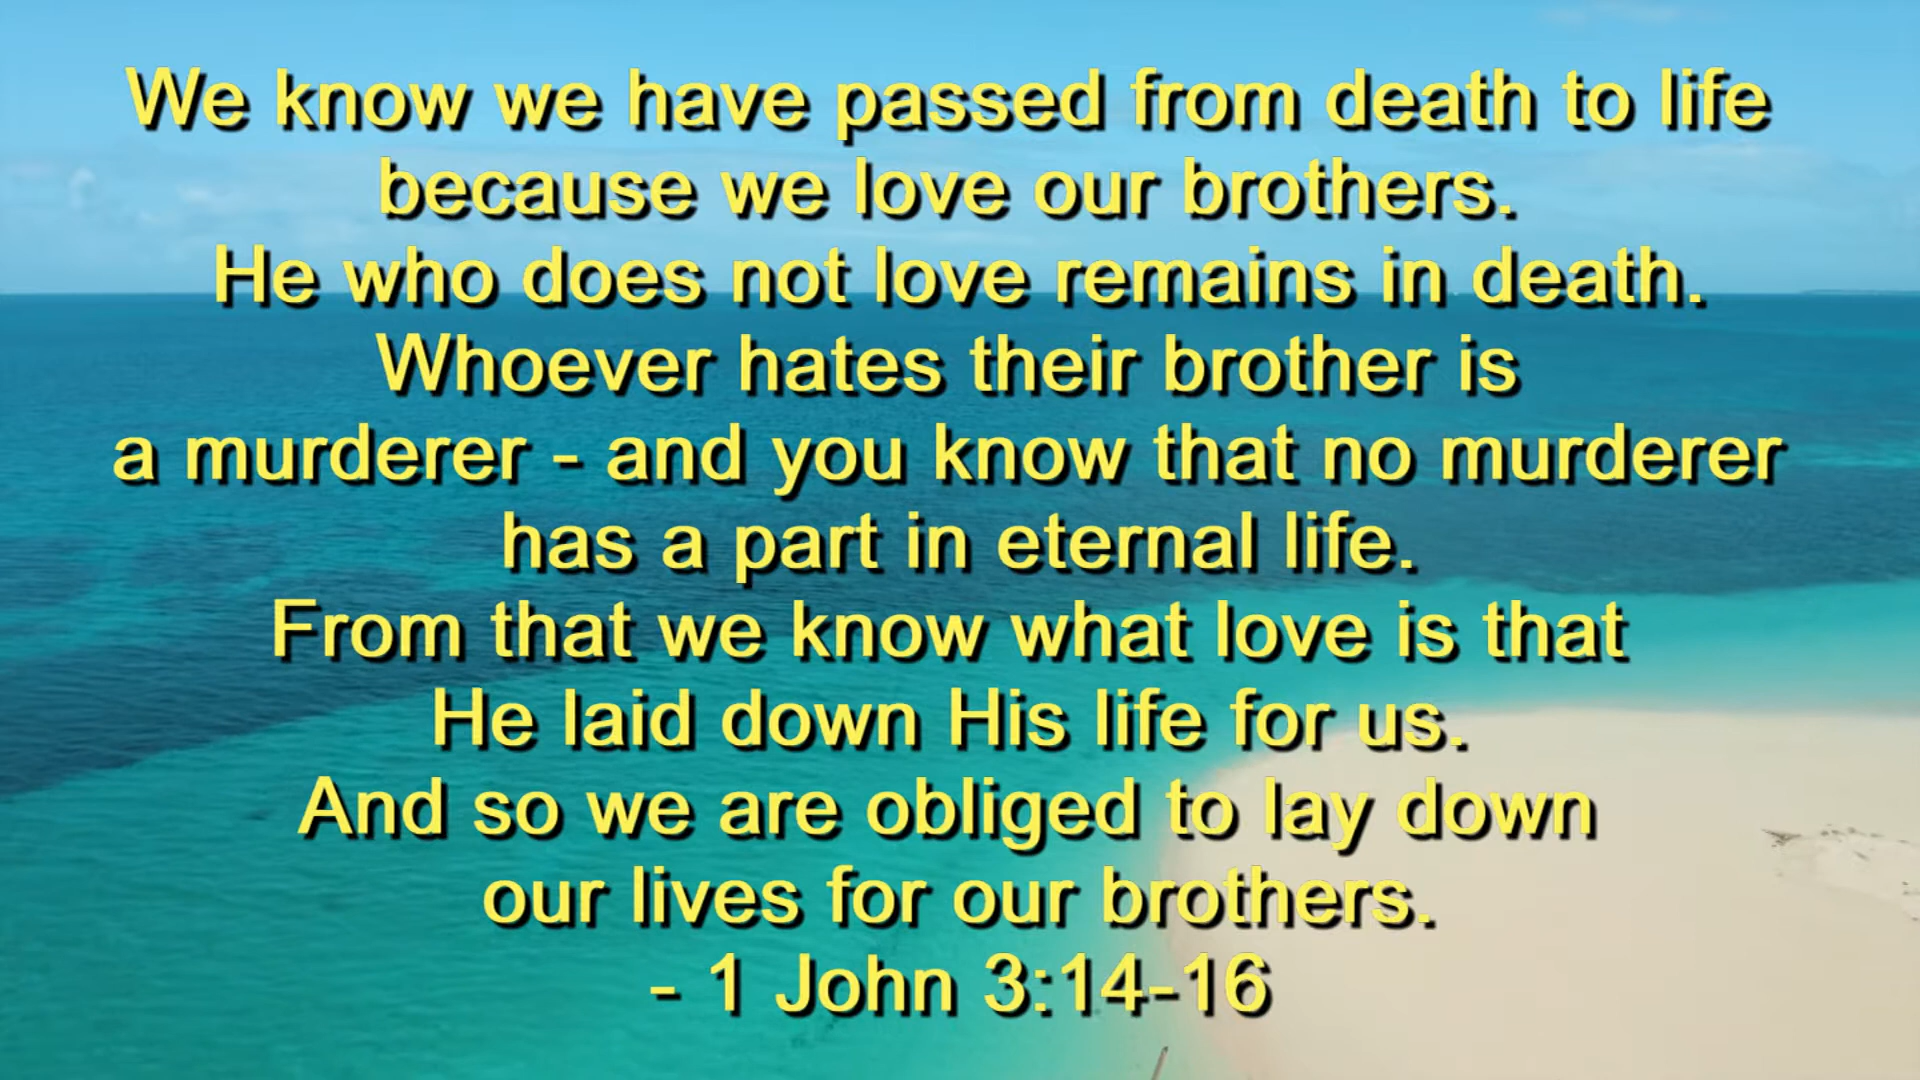 We know we have passed from death to life
because we love our brothers.
He who does not love remains in death.
Whoever hates their brother is
a murderer - and you know that no murderer
has a part in eternal life.
From that we know what love is that
He laid down His life for us.
And so we are obliged to lay down
our lives for our brothers.
- 1 John 3:14-16